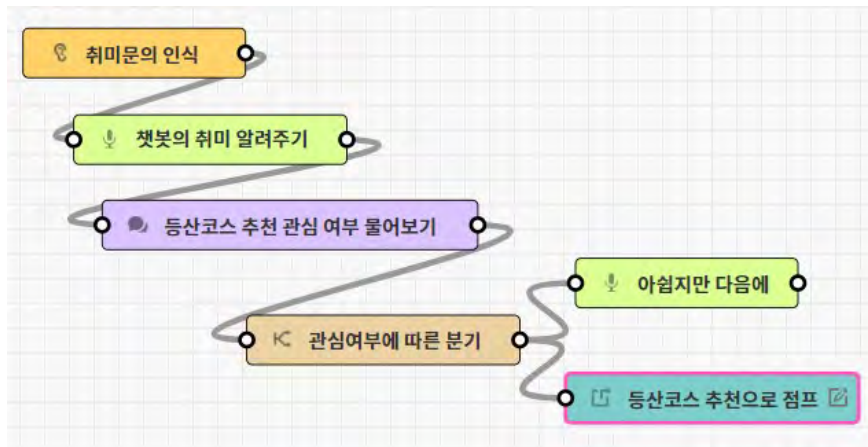 취미문의 인식
챗봇의 취미 알려주기
등산코스 추천 관심 여부 물어보기
아쉽지만 다음에
관심여부에 따른 분기
등산코스 추천으로 점프